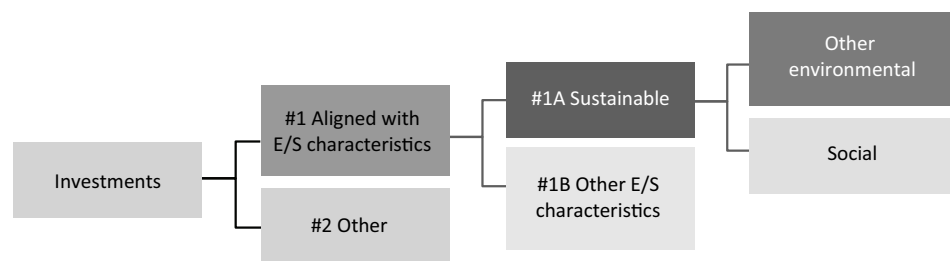 Investments
#1 Aligned with
E/S characteristics
#2 Other
#1A Sustainable
#1B Other E/S
characteristics
Other
environmental
Social